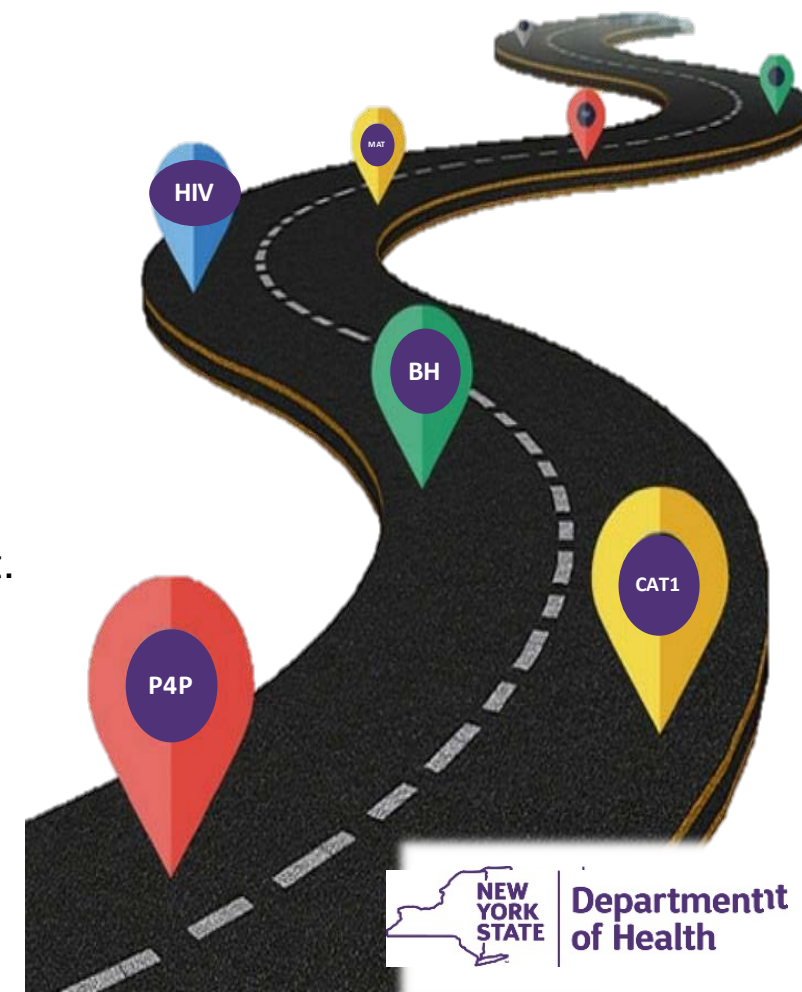 MAT
HIV
BH
CAT1
P4P
NEW
YORK
STATE
Department
of Health